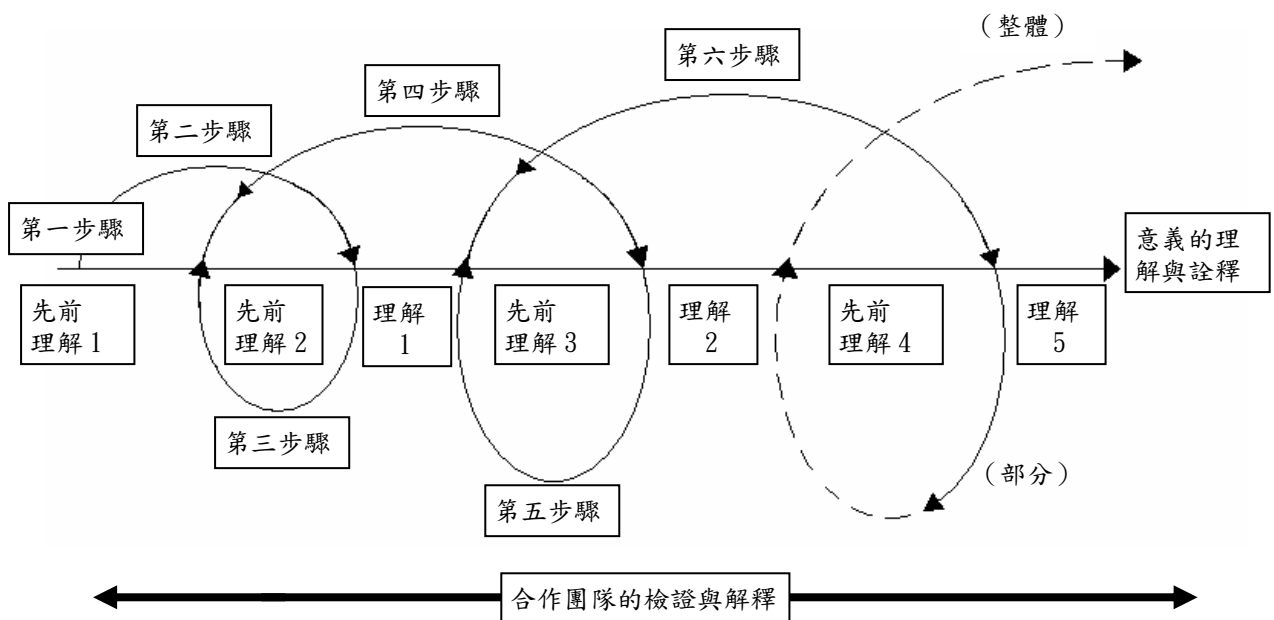 （整體）
第六步驟
第四步驟
第二步驟
第一步驟
意義的理
解與詮釋
先前
理解 1
先前
理解 2
理解
1
先前
理解 3
理解
2
先前
理解 4
理解
5
第三步驟
（部分）
第五步驟
合作團隊的檢證與解釋